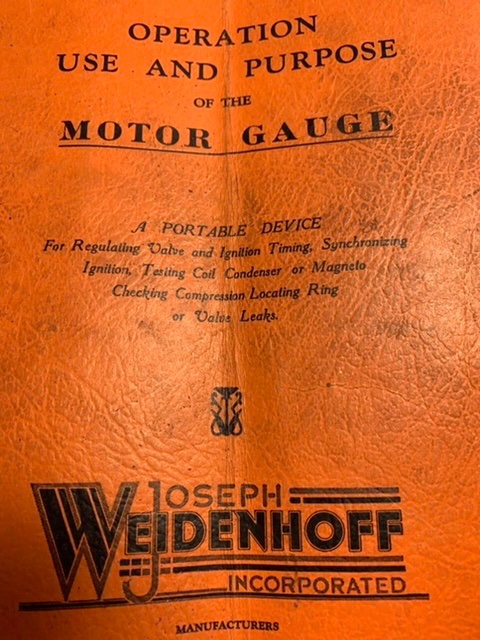 OPERATION
USE AND PURPOSE
OF THE
MOTOR GAUGE
A PORTABLE DEVICE
For Regulating Valve and Ignition Timing, Synchronizing
Ignition, Testing Coil Condenser or Magneto
Checking Compression Locating Ring
or Valve Leaks.
JOSEPH
WEIDENHOFF
INCORPORATED
MANUFACTURERS